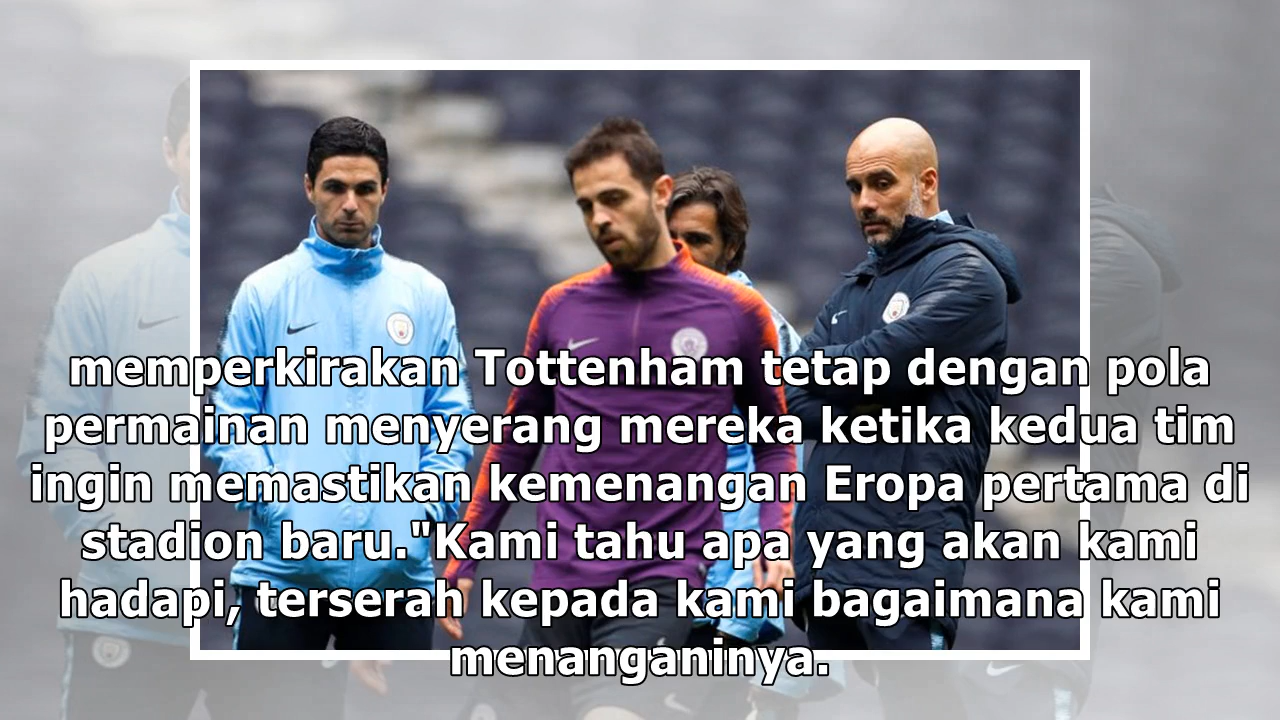 memperkirakan Tottenham tetap dengan pola
permainan menyerang mereka ketika kedua tim
ingin memastikan kemenangan Eropa pertama di
stadion baru."Kami tahu apa yang akan kami
hadapi, terserah kepada kami bagaimana kami
menanganinya.